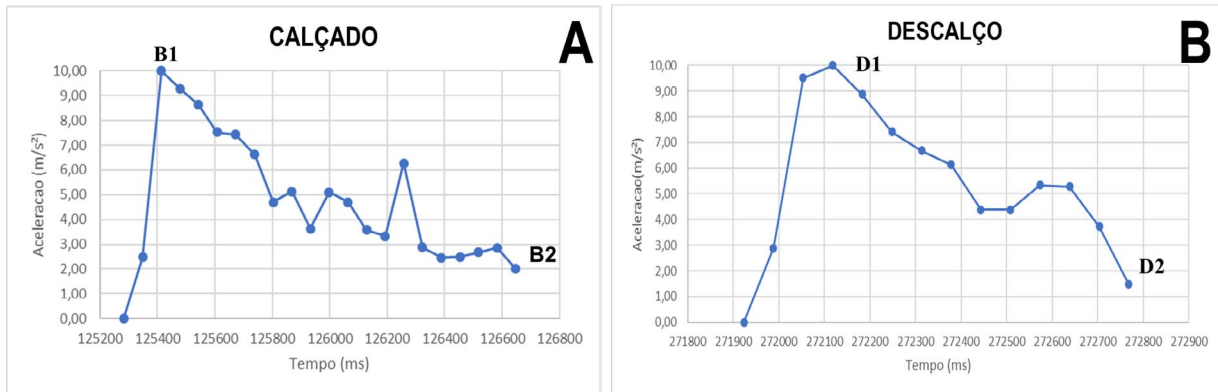 CALÇADO
A
B1
10,00
9,00
8,00
7,00
6,00
5,00
4,00
3,00
2,00
1,00
0,00
Aceleracao (m/s²)
B2
125200 125400 125600 125800 126000 126200 126400 126600 126800
Tempo (ms)
DESCALÇO
B
D1
10,00
9,00
8,00
7,00
6,00
5,00
4,00
3,00
2,00
1,00
0,00
Aceleracao(m/s²)
D2
271800 271900 272000 272100 272200 272300 272400 272500 272600 272700 272800 272900
Tempo (ms)